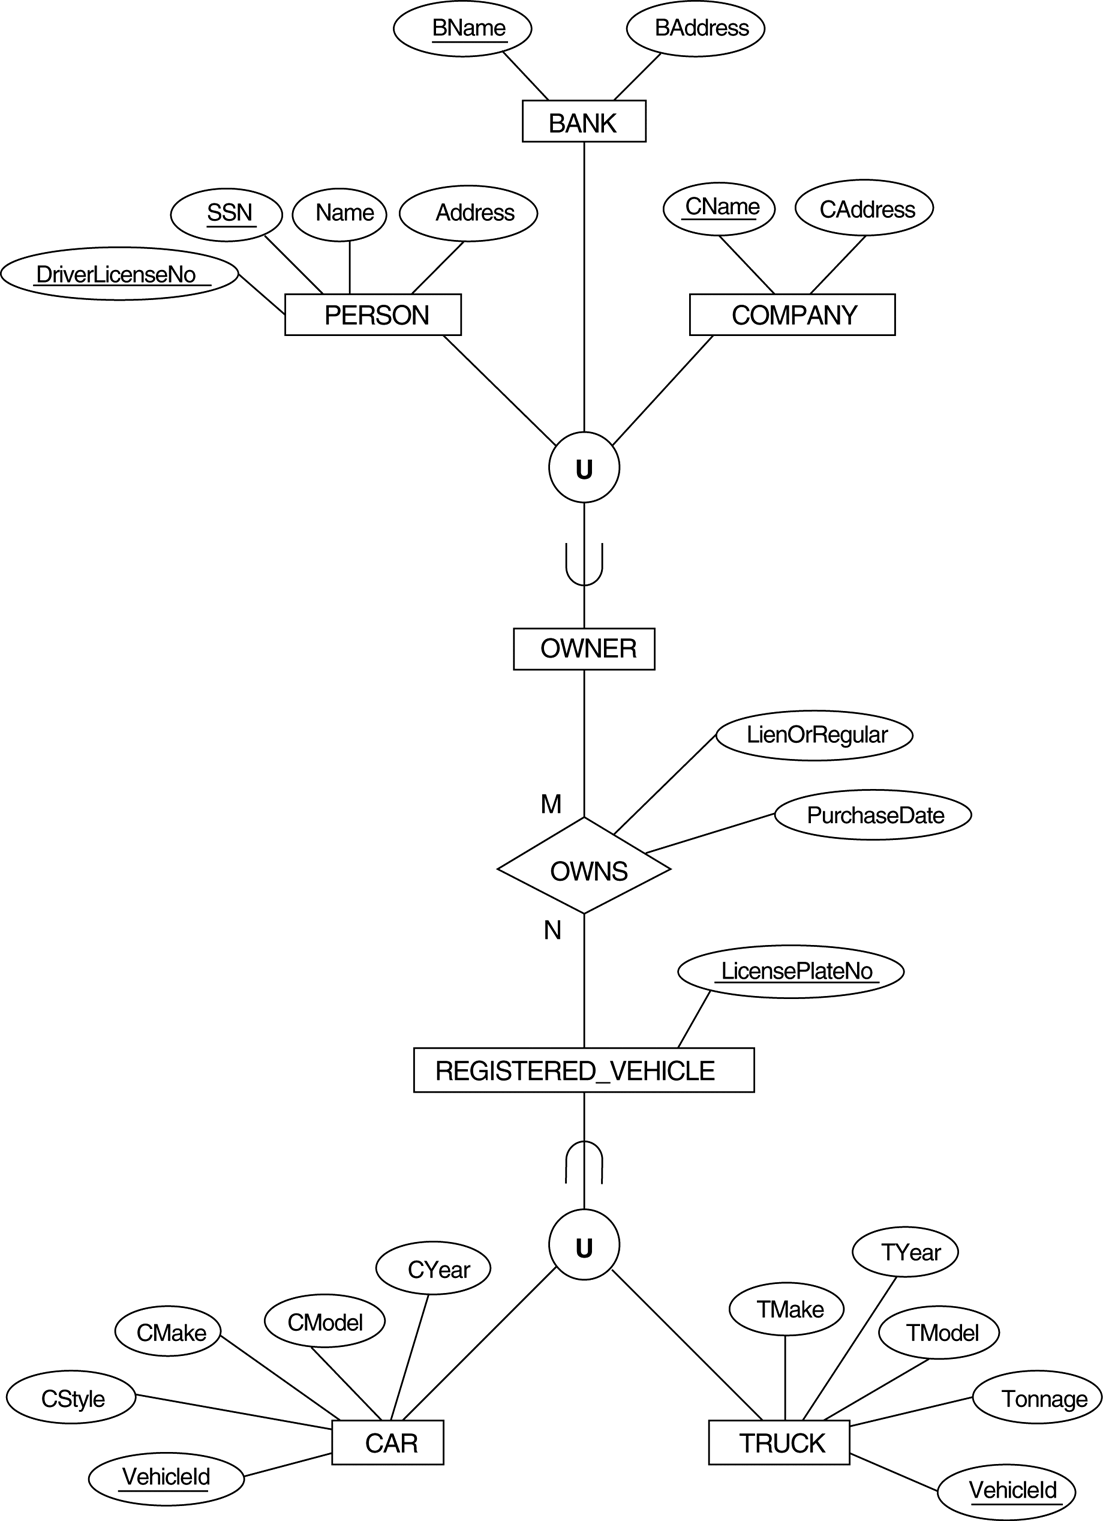 BName
BAddress
BANK
SSN
Name
Address
CName
CAddress
DriverLicenseNo
PERSON
COMPANY
U
OWNER
LienOrRegular
M
PurchaseDate
OWNS
N
LicensePlateNo
REGISTERED_VEHICLE
U
TYear
CYear
TMake
CModel
CMake
TModel
CStyle
Tonnage
CAR
TRUCK
VehicleId
VehicleId